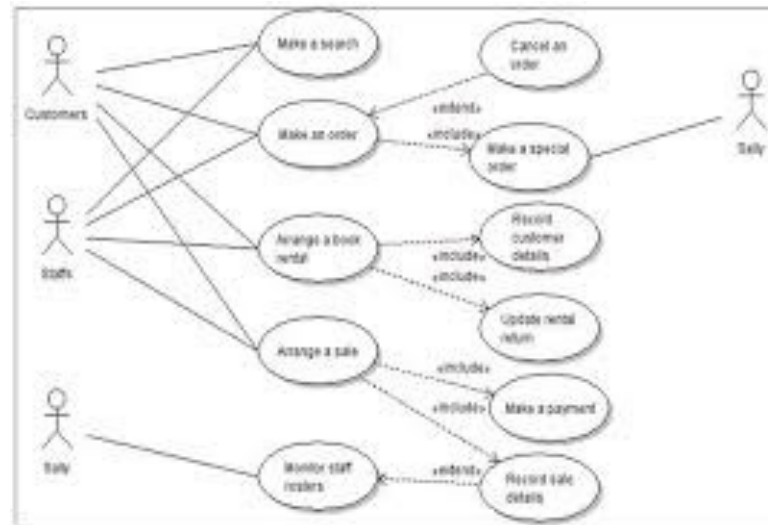 Make a search
Cancel an
order
Customers
Make an order
«extend»
«include»
Make a special
order
Sally
Staffs
Arrange a book
rental
Record
customer
details
«include»
«include»
Update rental
return
Arrange a sale
«include»
Make a payment
«include»
Sally
Monitor staff
rosters
«extend»
Record sale
details